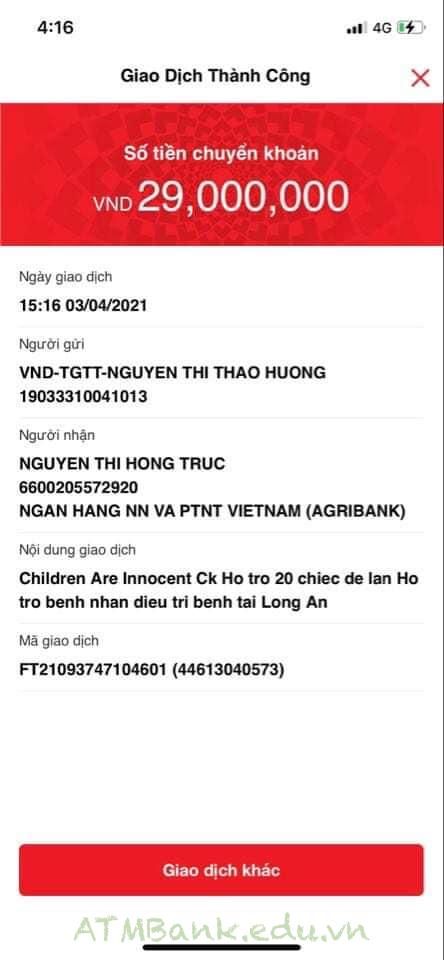 4:16
4G
Giao Dịch Thành Công
Số tiền chuyển khoản
VND 29,000,000
Ngày giao dịch
15:16 03/04/2021
Người gửi
VND-TGTT-NGUYEN THI THAO HUONG
19033310041013
Người nhận
NGUYEN THI HONG TRUC
6600205572920
NGAN HANG NN VA PTNT VIETNAM (AGRIBANK)
Nội dung giao dịch
Children Are Innocent Ck Ho tro 20 chiec de lan Ho
tro benh nhan dieu tri benh tai Long An
Mã giao dịch
FT21093747104601 (44613040573)
Giao dịch khác
ATMBank.edu.vn